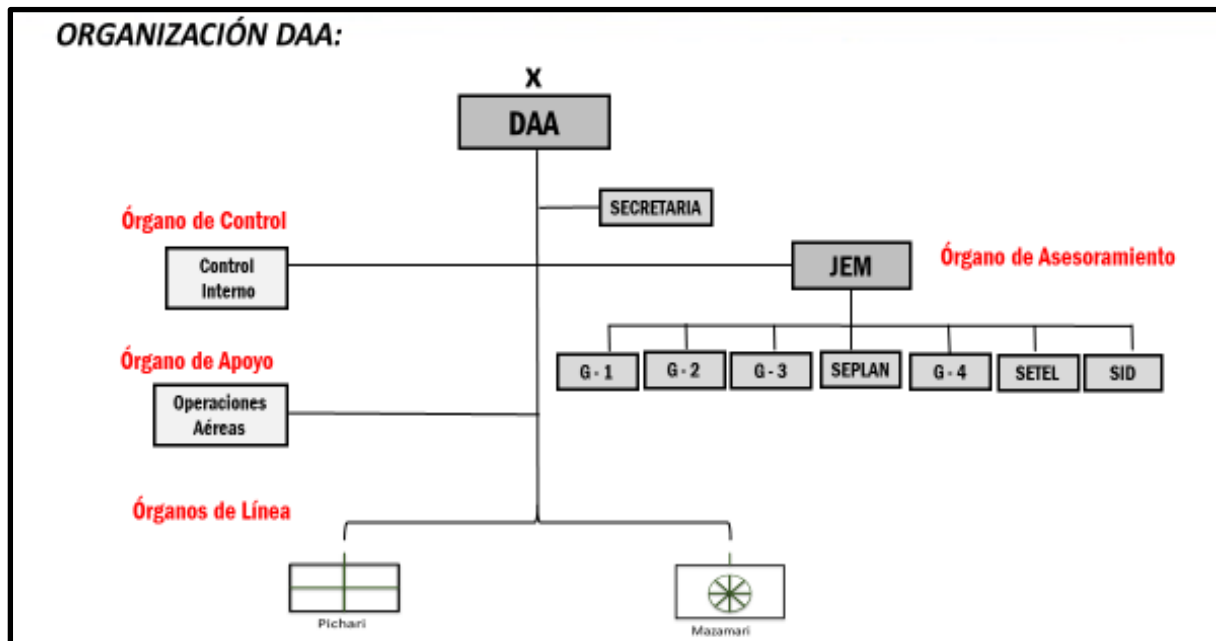 ORGANIZACIÓN DAA:
X
DAA
SECRETARIA
Órgano de Control
Control
Interno
JEM
Órgano de Asesoramiento
Órgano de Apoyo
G - 1
G - 2
G - 3
SEPLAN
G - 4
SETEL
SID
Operaciones
Aéreas
Órganos de Línea
Pichari
Mazamari